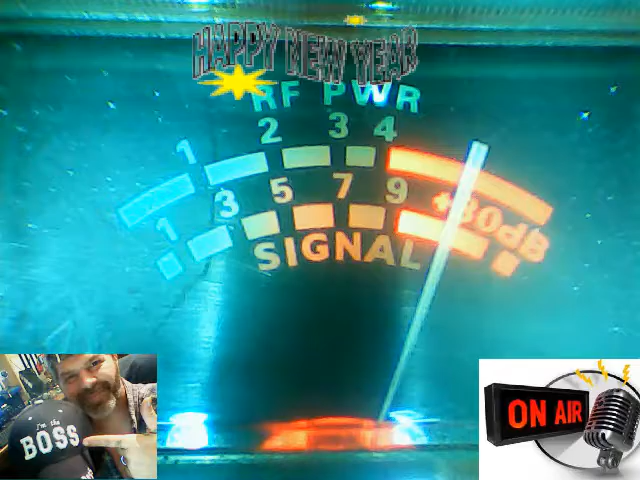 HAPPY NEW YEAR
RF PWR
1 2 3 4
1 3 5 7 9 +30dB
SIGNAL
I'm the
BOSS
ON AIR